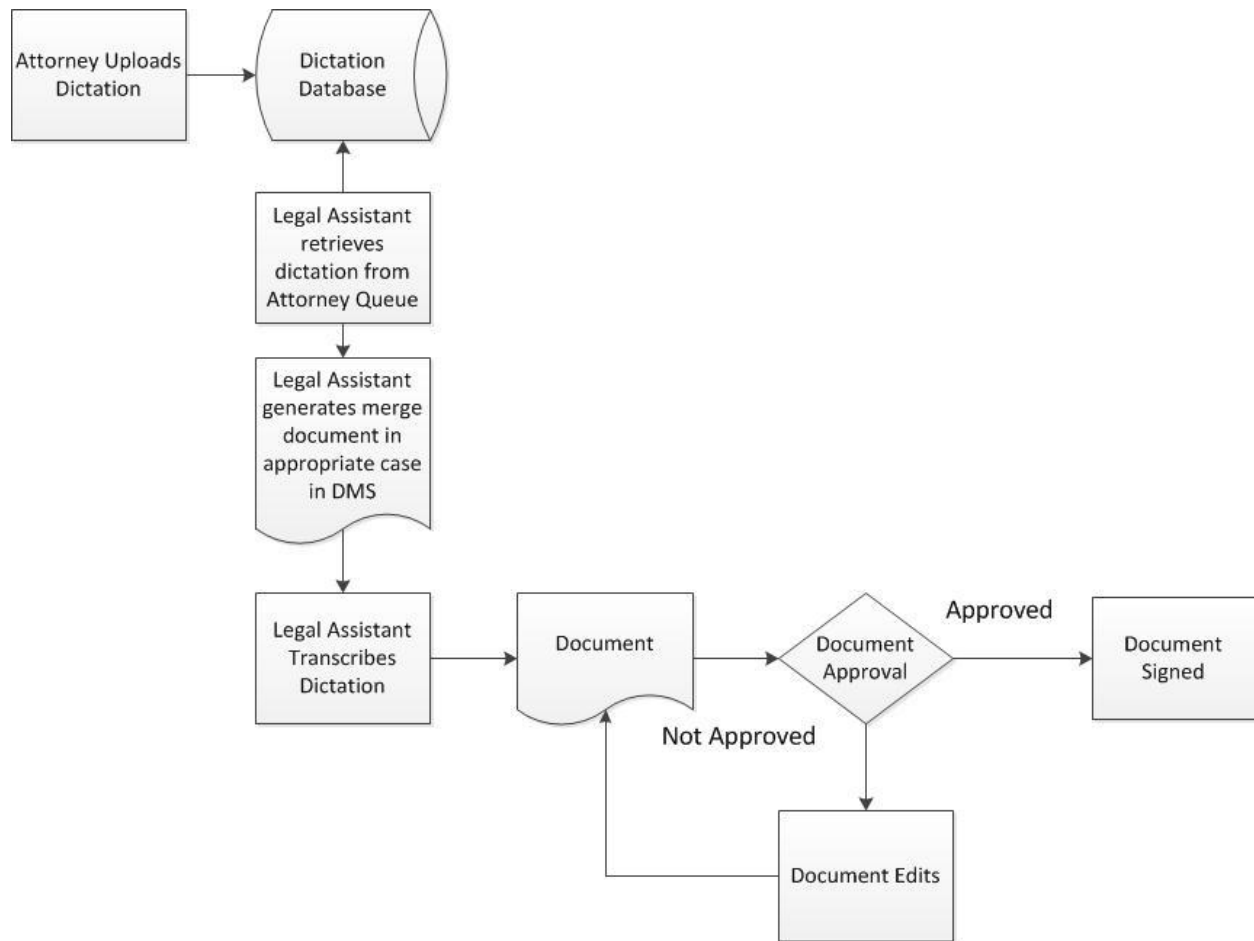 Attorney Uploads
Dictation
Dictation
Database
Legal Assistant
retrieves
dictation from
Attorney Queue
Legal Assistant
generates merge
document in
appropriate case
in DMS
Legal Assistant
Transcribes
Dictation
Document
Document
Approval
Approved
Document
Signed
Not Approved
Document Edits